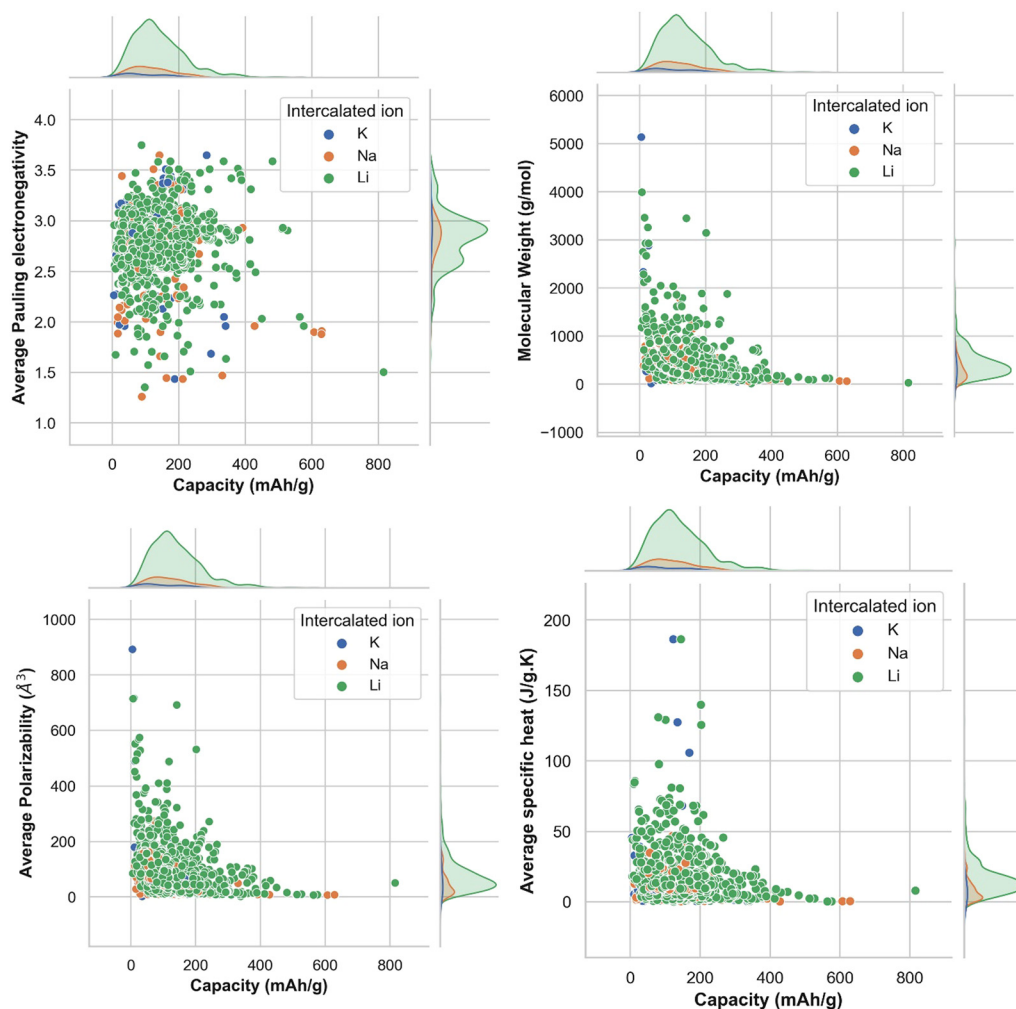 Intercalated ion
K
Na
Li
4.0
3.5
3.0
2.5
2.0
1.5
1.0
Average Pauling electronegativity
0 200 400 600 800
Capacity (mAh/g)
Intercalated ion
K
Na
Li
6000
5000
4000
3000
2000
1000
0
−1000
Molecular Weight (g/mol)
0 200 400 600 800
Capacity (mAh/g)
Intercalated ion
K
Na
Li
1000
800
600
400
200
0
Average Polarizability (Å³)
0 200 400 600 800
Capacity (mAh/g)
Intercalated ion
K
Na
Li
200
150
100
50
0
Average specific heat (J/g.K)
0 200 400 600 800
Capacity (mAh/g)